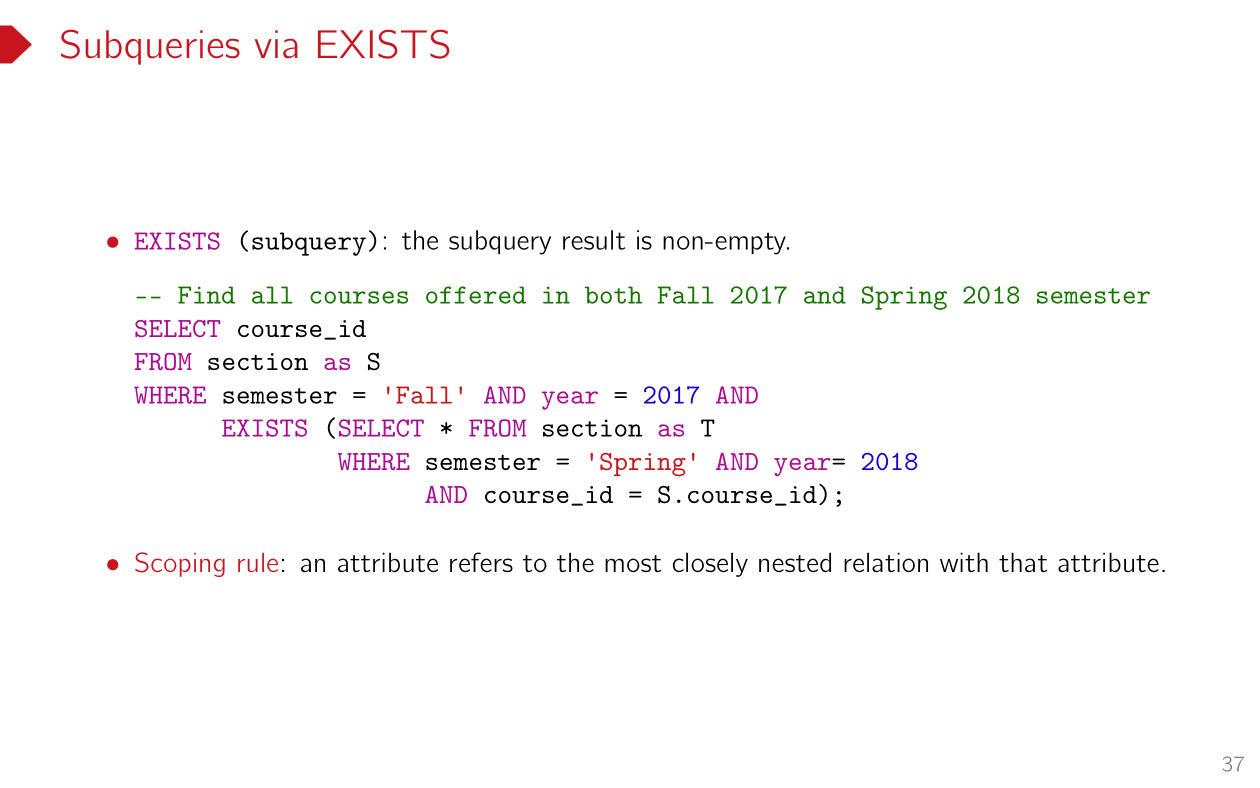 Subqueries via EXISTS
• EXISTS (subquery): the subquery result is non-empty.
-- Find all courses offered in both Fall 2017 and Spring 2018 semester
SELECT course_id
FROM section as S
WHERE semester = 'Fall' AND year = 2017 AND
EXISTS (SELECT * FROM section as T
WHERE semester = 'Spring' AND year= 2018
AND course_id = S.course_id);
• Scoping rule: an attribute refers to the most closely nested relation with that attribute.
37